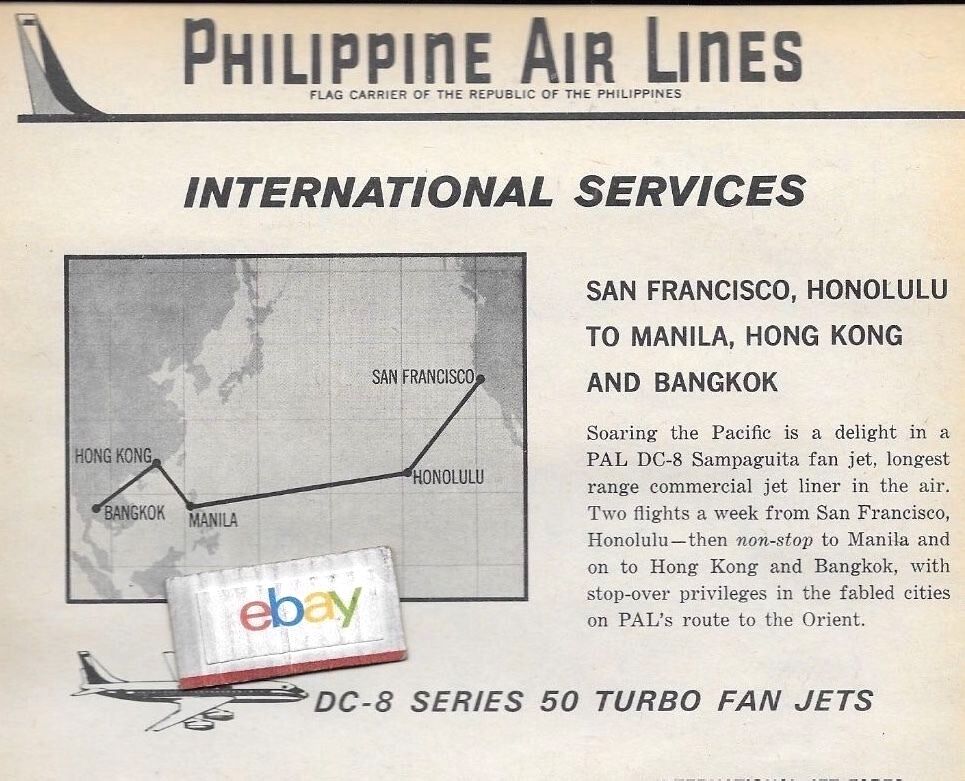 PHILIPPINE AIR LINES
FLAG CARRIER OF THE REPUBLIC OF THE PHILIPPINES
INTERNATIONAL SERVICES
SAN FRANCISCO
HONG KONG
HONOLULU
BANGKOK
MANILA
SAN FRANCISCO, HONOLULU
TO MANILA, HONG KONG
AND BANGKOK
Soaring the Pacific is a delight in a
PAL DC-8 Sampaguita fan jet, longest
range commercial jet liner in the air.
Two flights a week from San Francisco,
Honolulu—then non-stop to Manila and
on to Hong Kong and Bangkok, with
stop-over privileges in the fabled cities
on PAL's route to the Orient.
ebay
DC-8 SERIES 50 TURBO FAN JETS